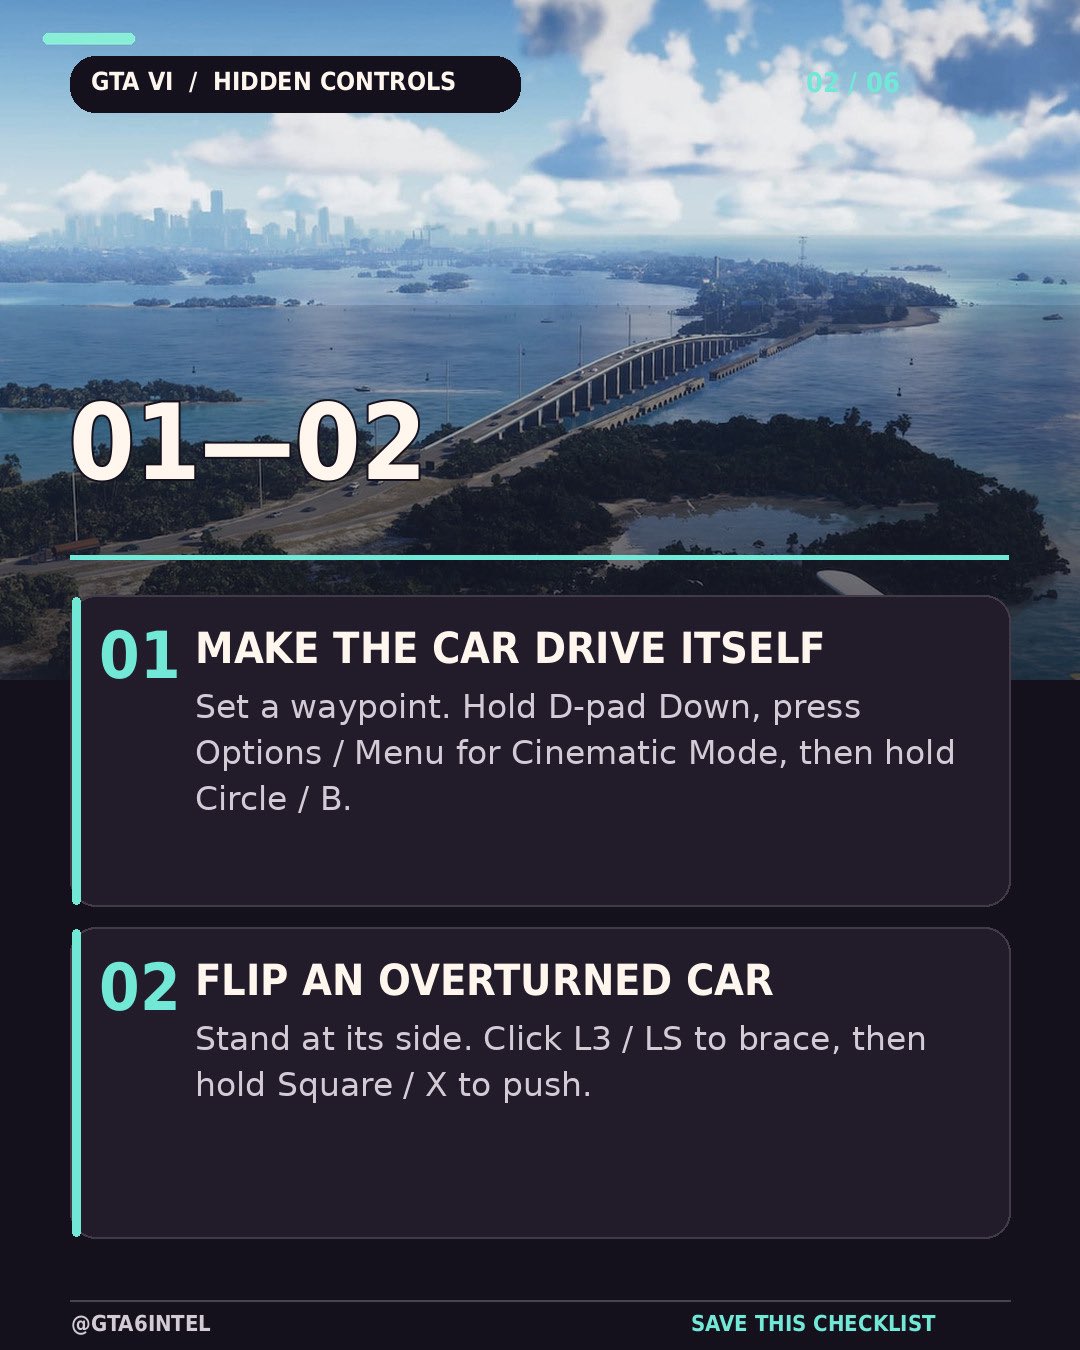 GTA VI / HIDDEN CONTROLS
02 / 06
01—02
01 MAKE THE CAR DRIVE ITSELF
Set a waypoint. Hold D-pad Down, press
Options / Menu for Cinematic Mode, then hold
Circle / B.
02 FLIP AN OVERTURNED CAR
Stand at its side. Click L3 / LS to brace, then
hold Square / X to push.
@GTA6INTEL
SAVE THIS CHECKLIST